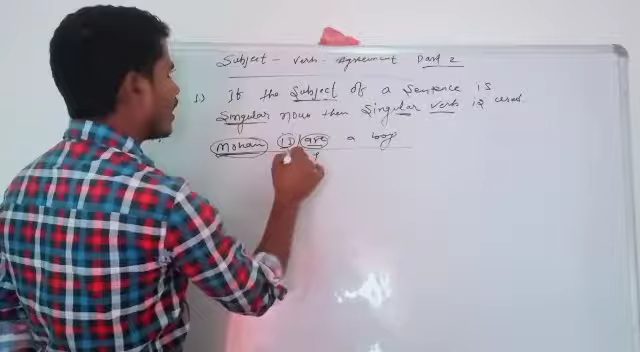 Subject - Verb - Agreement Part 2
1) If the Subject of a Sentence is
Singular noun then Singular verb is used.
Mohan is/are a boy